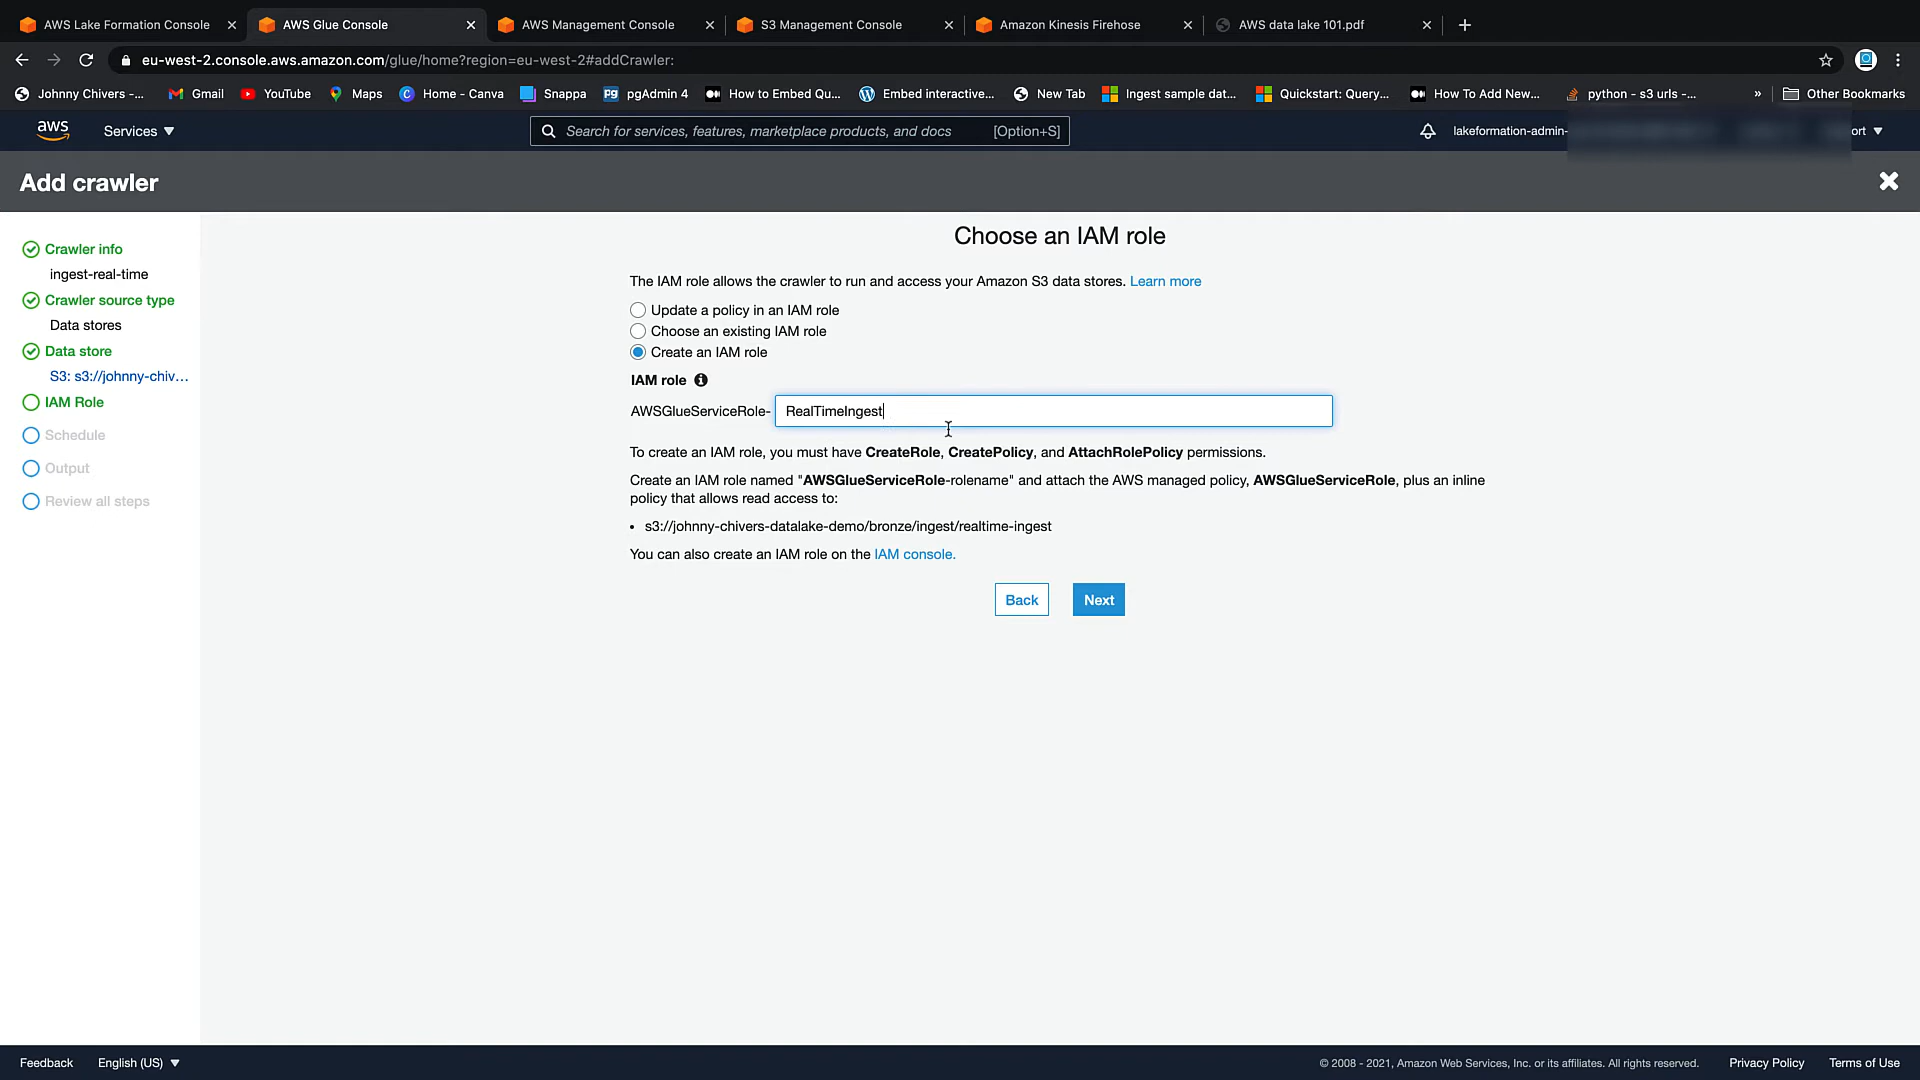 AWS Lake Formation Console
AWS Glue Console
AWS Management Console
S3 Management Console
Amazon Kinesis Firehose
AWS data lake 101.pdf
eu-west-2.console.aws.amazon.com/glue/home?region=eu-west-2#addCrawler:
Johnny Chivers -...
Gmail
YouTube
Maps
Home - Canva
Snappa
pgAdmin 4
How to Embed Qu...
Embed interactive...
New Tab
Ingest sample dat...
Quickstart: Query...
How To Add New...
python - s3 urls -...
»
Other Bookmarks
aws
Services
Search for services, features, marketplace products, and docs
[Option+S]
lakeformation-admin-
ort
Add crawler
Crawler info
ingest-real-time
Crawler source type
Data stores
Data store
S3: s3://johnny-chiv...
IAM Role
Schedule
Output
Review all steps
Choose an IAM role
The IAM role allows the crawler to run and access your Amazon S3 data stores. Learn more
Update a policy in an IAM role
Choose an existing IAM role
Create an IAM role
IAM role
AWSGlueServiceRole- RealTimeIngest
To create an IAM role, you must have CreateRole, CreatePolicy, and AttachRolePolicy permissions.
Create an IAM role named "AWSGlueServiceRole-rolename" and attach the AWS managed policy, AWSGlueServiceRole, plus an inline
policy that allows read access to:
• s3://johnny-chivers-datalake-demo/bronze/ingest/realtime-ingest
You can also create an IAM role on the IAM console.
Back
Next
Feedback
English (US)
© 2008 - 2021, Amazon Web Services, Inc. or its affiliates. All rights reserved.
Privacy Policy
Terms of Use